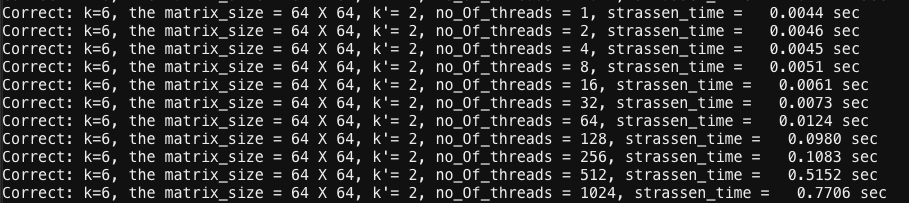 Correct: k=6, the matrix_size = 64 X 64, k'= 2, no_Of_threads = 1, strassen_time =   0.0044 sec
Correct: k=6, the matrix_size = 64 X 64, k'= 2, no_Of_threads = 2, strassen_time =   0.0046 sec
Correct: k=6, the matrix_size = 64 X 64, k'= 2, no_Of_threads = 4, strassen_time =   0.0045 sec
Correct: k=6, the matrix_size = 64 X 64, k'= 2, no_Of_threads = 8, strassen_time =   0.0051 sec
Correct: k=6, the matrix_size = 64 X 64, k'= 2, no_Of_threads = 16, strassen_time =   0.0061 sec
Correct: k=6, the matrix_size = 64 X 64, k'= 2, no_Of_threads = 32, strassen_time =   0.0073 sec
Correct: k=6, the matrix_size = 64 X 64, k'= 2, no_Of_threads = 64, strassen_time =   0.0124 sec
Correct: k=6, the matrix_size = 64 X 64, k'= 2, no_Of_threads = 128, strassen_time =   0.0980 sec
Correct: k=6, the matrix_size = 64 X 64, k'= 2, no_Of_threads = 256, strassen_time =   0.1083 sec
Correct: k=6, the matrix_size = 64 X 64, k'= 2, no_Of_threads = 512, strassen_time =   0.5152 sec
Correct: k=6, the matrix_size = 64 X 64, k'= 2, no_Of_threads = 1024, strassen_time =   0.7706 sec